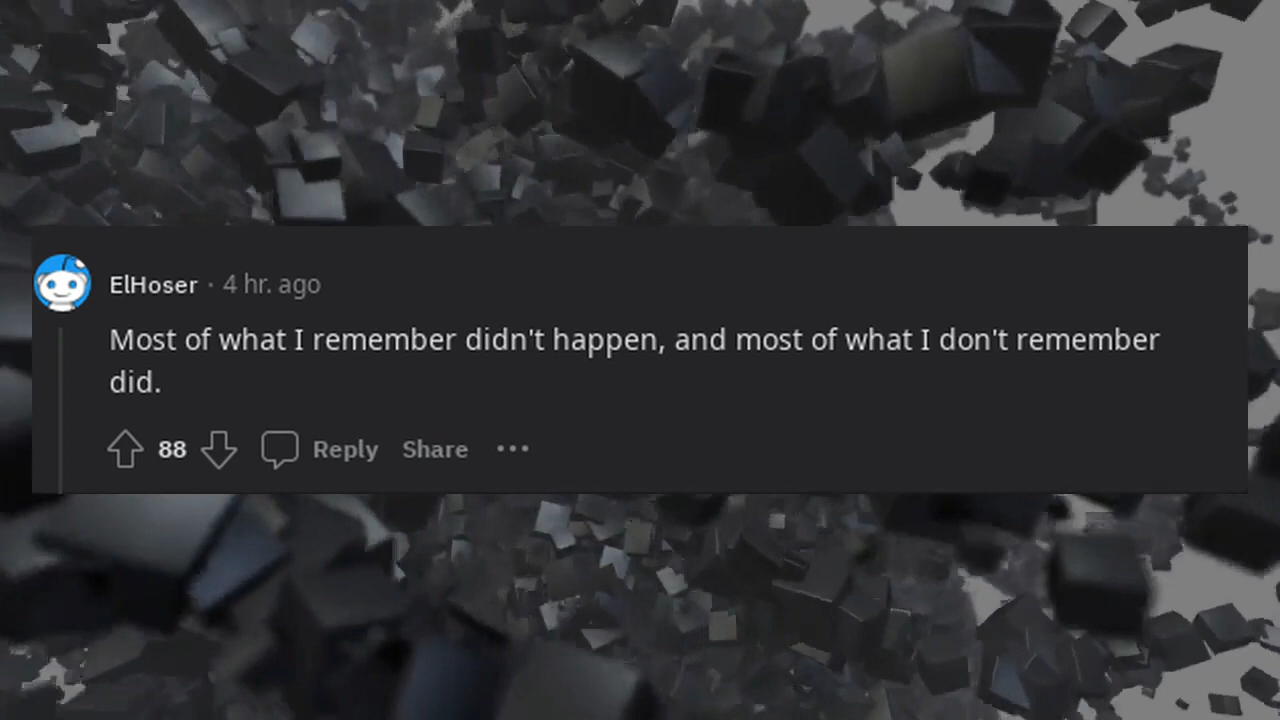 ElHoser · 4 hr. ago
Most of what I remember didn't happen, and most of what I don't remember
did.
88 Reply Share ···